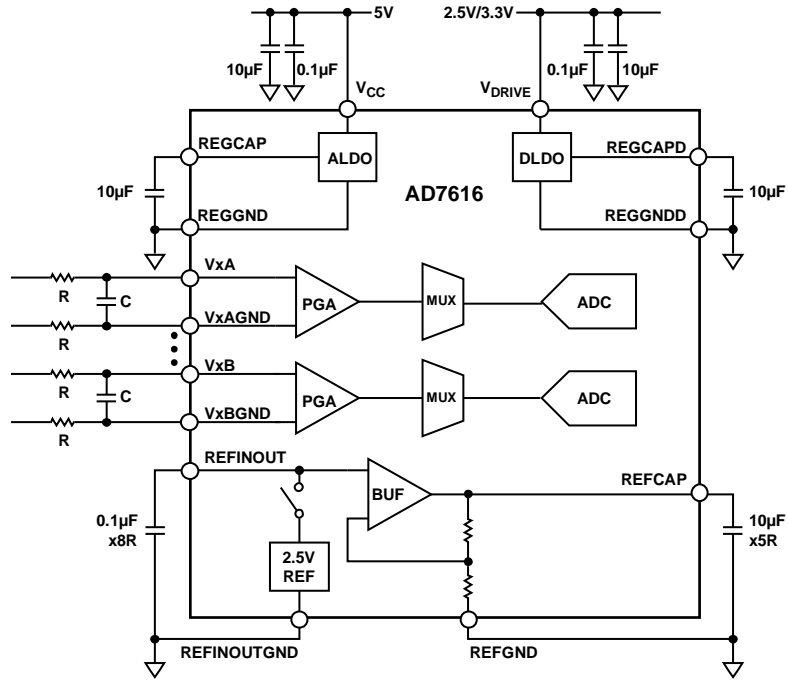 5V
2.5V/3.3V
10µF
0.1µF
0.1µF
10µF
VCC
VDRIVE
REGCAP
ALDO
DLDO
REGCAPD
10µF
AD7616
10µF
REGGND
REGGNDD
VxA
R
C
PGA
MUX
ADC
VxAGND
R
VxB
R
C
PGA
MUX
ADC
VxBGND
R
REFINOUT
BUF
REFCAP
0.1µF
x8R
10µF
x5R
2.5V
REF
REFINOUTGND
REFGND